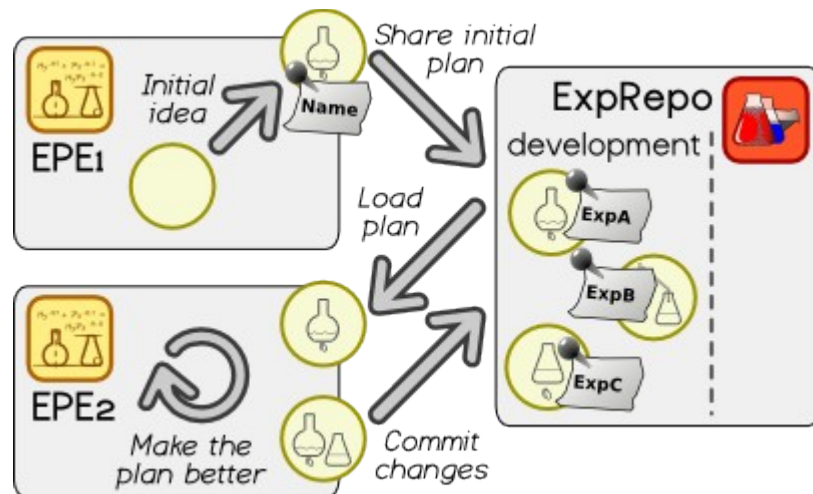 Initial
idea
EPE1
Name
Share initial
plan
ExpRepo
development
ExpA
ExpB
ExpC
Load
plan
EPE2
Make the
plan better
Commit
changes